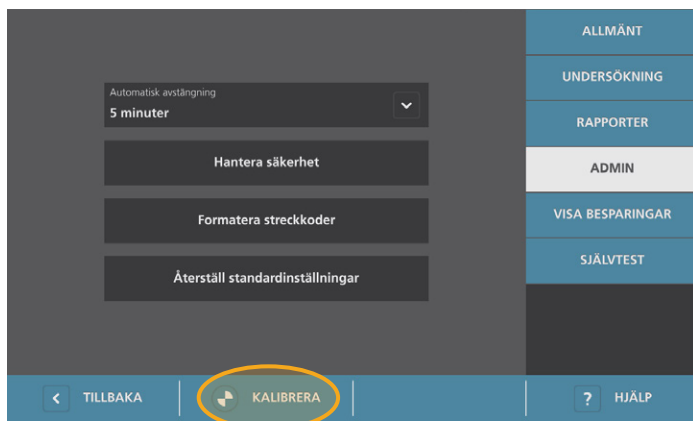 Automatisk avstängning
5 minuter
Hantera säkerhet
Formatera streckkoder
Återställ standardinställningar
ALLMÄNT
UNDERSÖKNING
RAPPORTER
ADMIN
VISA BESPARINGAR
SJÄLVTEST
TILLBAKA
KALIBRERA
? HJÄLP